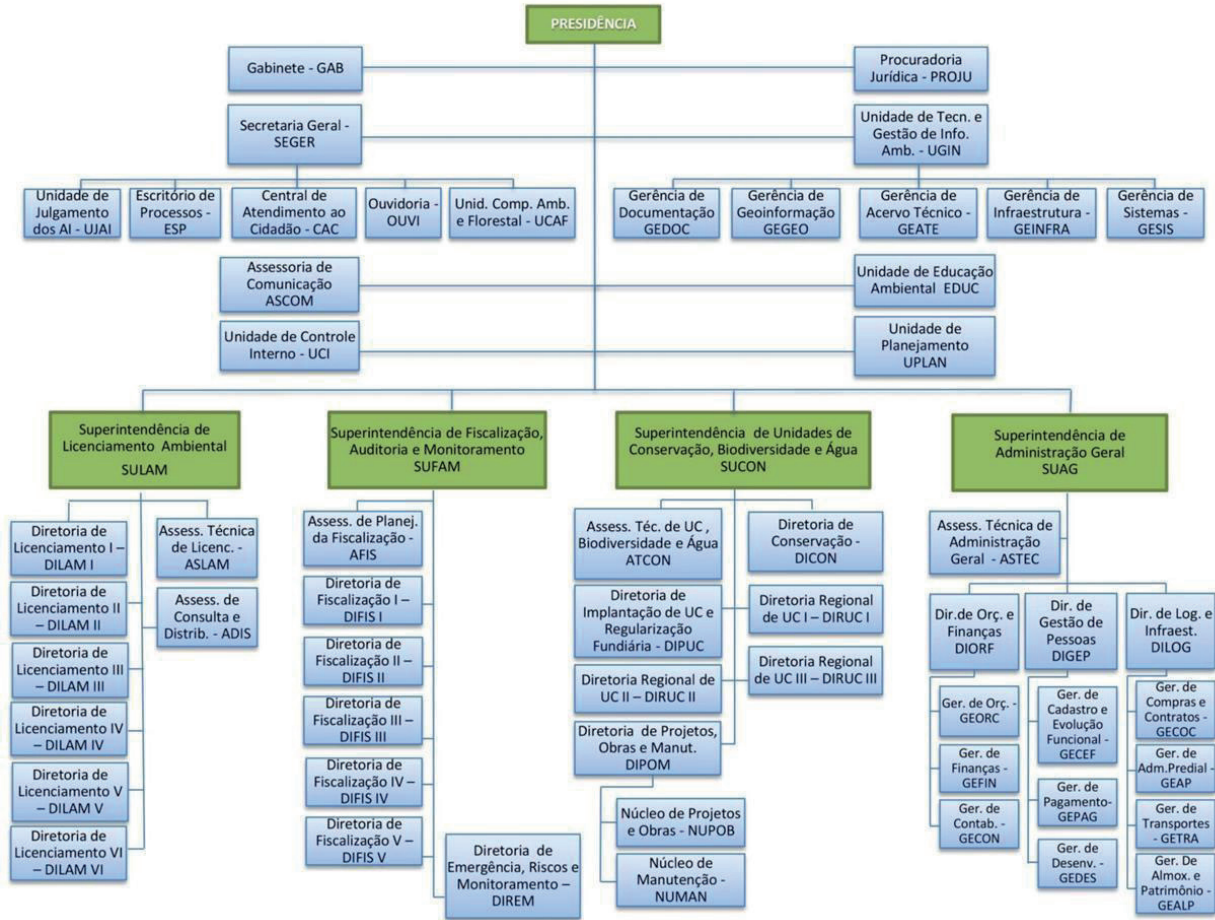 PRESIDÊNCIA
Gabinete - GAB
Procuradoria
Jurídica - PROJU
Secretaria Geral -
SEGER
Unidade de Tecn. e
Gestão de Info.
Amb. - UGIN
Unidade de
Julgamento
dos AI - UJAI
Escritório de
Processos -
ESP
Central de
Atendimento ao
Cidadão - CAC
Ouvidoria -
OUVI
Unid. Comp. Amb.
e Florestal - UCAF
Gerência de
Documentação
GEDOC
Gerência de
Geoinformação
GEGEO
Gerência de
Acervo Técnico -
GEATE
Gerência de
Infraestrutura -
GEINFRA
Gerência de
Sistemas -
GESIS
Assessoria de
Comunicação
ASCOM
Unidade de Educação
Ambiental EDUC
Unidade de Controle
Interno - UCI
Unidade de
Planejamento
UPLAN
Superintendência de
Licenciamento Ambiental
SULAM
Superintendência de Fiscalização,
Auditoria e Monitoramento
SUFAM
Superintendência de Unidades de
Conservação, Biodiversidade e Água
SUCON
Superintendência de
Administração Geral
SUAG
Diretoria de
Licenciamento I –
DILAM I
Assess. Técnica
de Licenc. -
ASLAM
Diretoria de
Licenciamento II
– DILAM II
Assess. de
Consulta e
Distrib. - ADIS
Diretoria de
Licenciamento III
– DILAM III
Diretoria de
Licenciamento IV
– DILAM IV
Diretoria de
Licenciamento
V – DILAM V
Diretoria de
Licenciamento VI
– DILAM VI
Assess. de Planej.
da Fiscalização -
AFIS
Diretoria de
Fiscalização I –
DIFIS I
Diretoria de
Fiscalização II –
DIFIS II
Diretoria de
Fiscalização III –
DIFIS III
Diretoria de
Fiscalização IV –
DIFIS IV
Diretoria de
Fiscalização V –
DIFIS V
Diretoria de
Emergência, Riscos e
Monitoramento –
DIREM
Assess. Téc. de UC ,
Biodiversidade e Água
ATCON
Diretoria de
Conservação -
DICON
Diretoria de
Implantação de UC e
Regularização
Fundiária - DIPUC
Diretoria Regional
de UC I – DIRUC I
Diretoria Regional de
UC II – DIRUC II
Diretoria Regional
de UC III – DIRUC III
Diretoria de Projetos,
Obras e Manut.
DIPOM
Núcleo de Projetos
e Obras - NUPOB
Núcleo de
Manutenção -
NUMAN
Assess. Técnica de
Administração
Geral - ASTEC
Dir.de Orç. e
Finanças
DIORF
Dir. de
Gestão de
Pessoas
DIGEP
Dir. de Log. e
Infraest.
DILOG
Ger. de Orç. -
GEORC
Ger. de
Finanças -
GEFIN
Ger. de
Contab. -
GECON
Ger. de
Cadastro e
Evolução
Funcional -
GECEF
Ger. de
Pagamento-
GEPAG
Ger. de
Desenv. -
GEDES
Ger. de
Compras e
Contratos -
GECOC
Ger. de
Adm.Predial -
GEAP
Ger. de
Transportes
- GETRA
Ger. De
Almox. e
Patrimônio -
GEALP